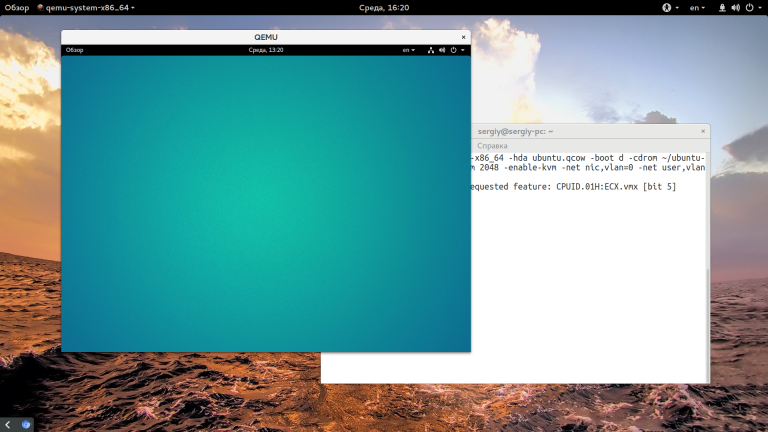 Обзор qemu-system-x86_64 Среда, 16:20 en
QEMU
Обзор Среда, 13:20 en
sergiy@sergiy-pc: ~
Справка
-x86_64 -hda ubuntu.qcow -boot d -cdrom ~/ubuntu-
2048 -enable-kvm -net nic,vlan=0 -net user,vlan
equested feature: CPUID.01H:ECX.vmx [bit 5]